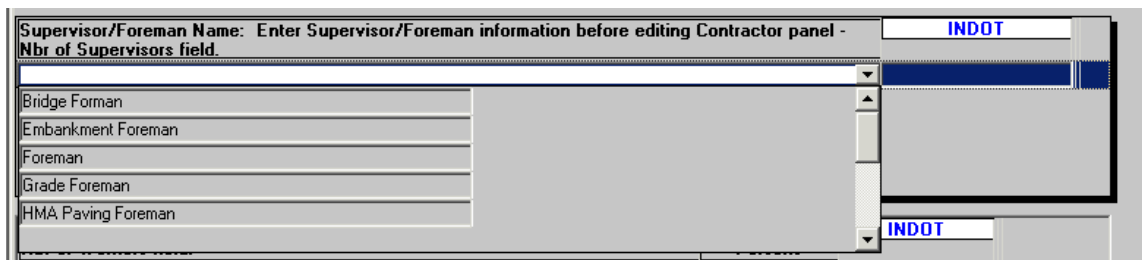 Supervisor/Foreman Name:  Enter Supervisor/Foreman information before editing Contractor panel -
Nbr of Supervisors field.
INDOT
Bridge Forman
Embankment Foreman
Foreman
Grade Foreman
HMA Paving Foreman
INDOT